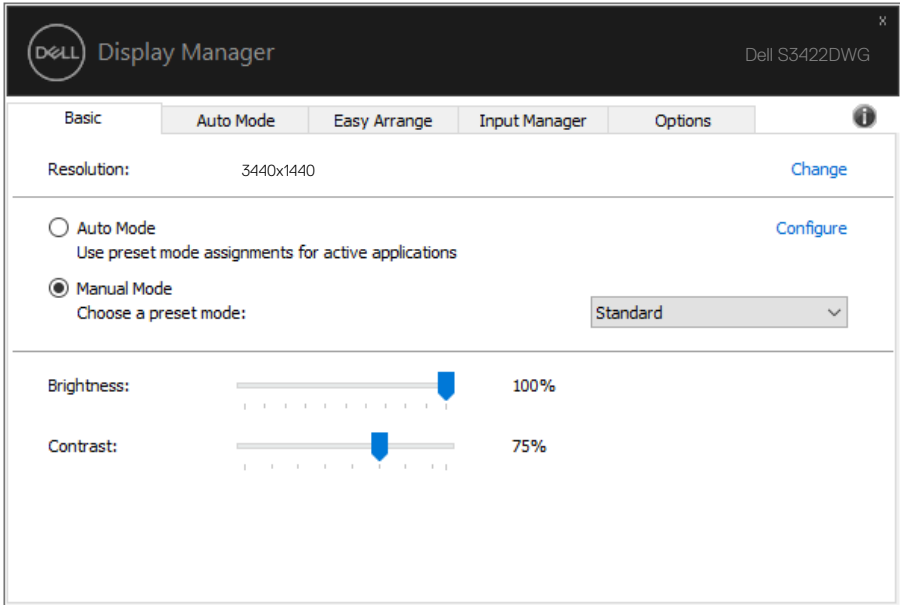 x
DELL Display Manager
Dell S3422DWG
Basic Auto Mode Easy Arrange Input Manager Options i
Resolution: 3440x1440 Change
Auto Mode Configure
Use preset mode assignments for active applications
Manual Mode
Choose a preset mode: Standard
Brightness: 100%
Contrast: 75%